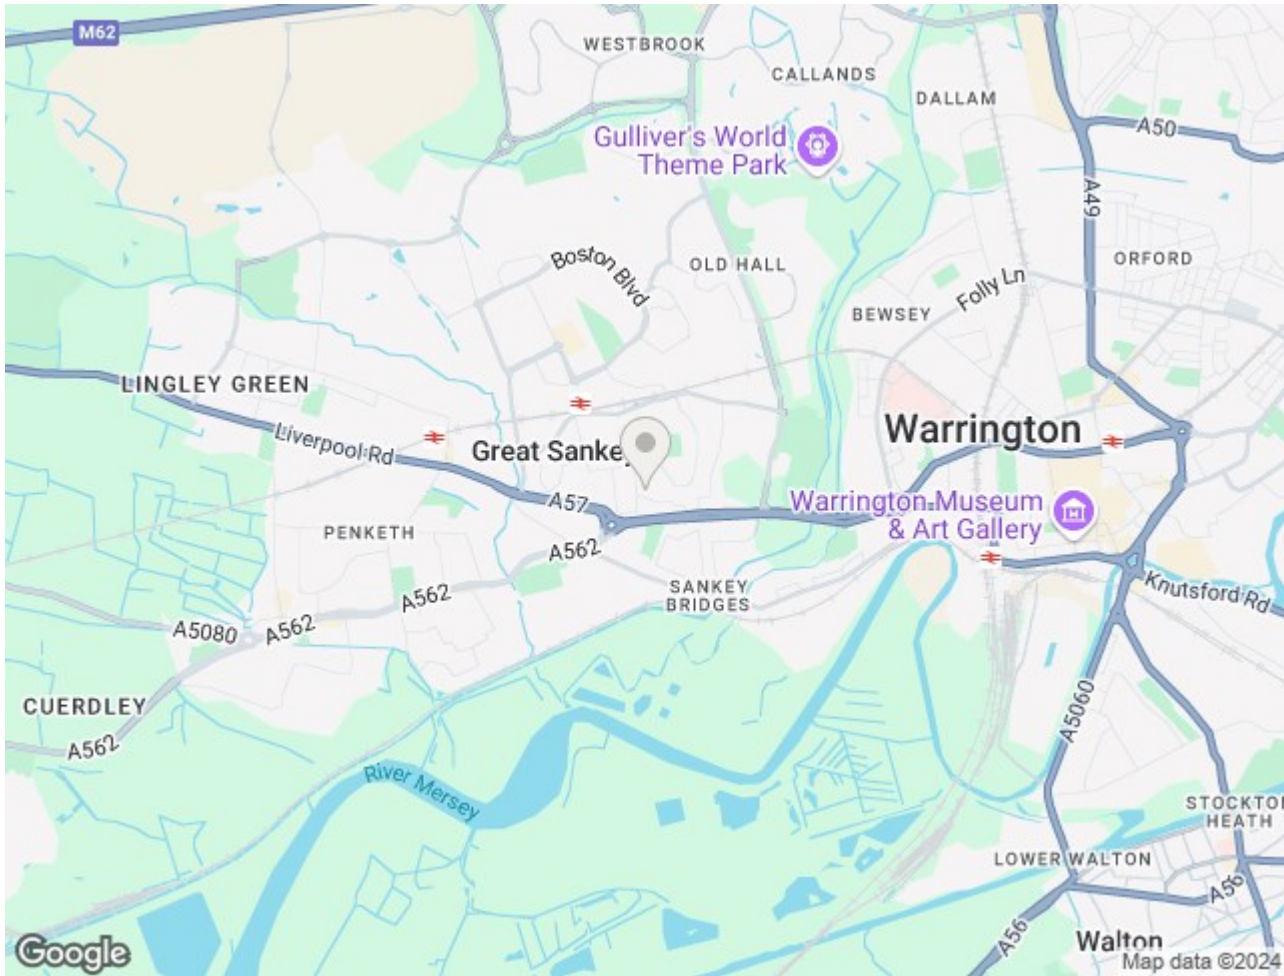 M62
WESTBROOK
CALLANDS
DALLAM
A50
Gulliver's World
Theme Park
A49
ORFORD
Boston Blvd
OLD HALL
Folly Ln
BEWSEY
LINGLEY GREEN
Liverpool Rd
Great Sankey
Warrington
A57
Warrington Museum
& Art Gallery
PENKETH
A562
SANKEY
BRIDGES
Knutsford Rd
A562
A5080
A562
CUERDLEY
A562
A5060
River Mersey
STOCKTON
HEATH
LOWER WALTON
A56
A56
Walton
Google
Map data ©2024